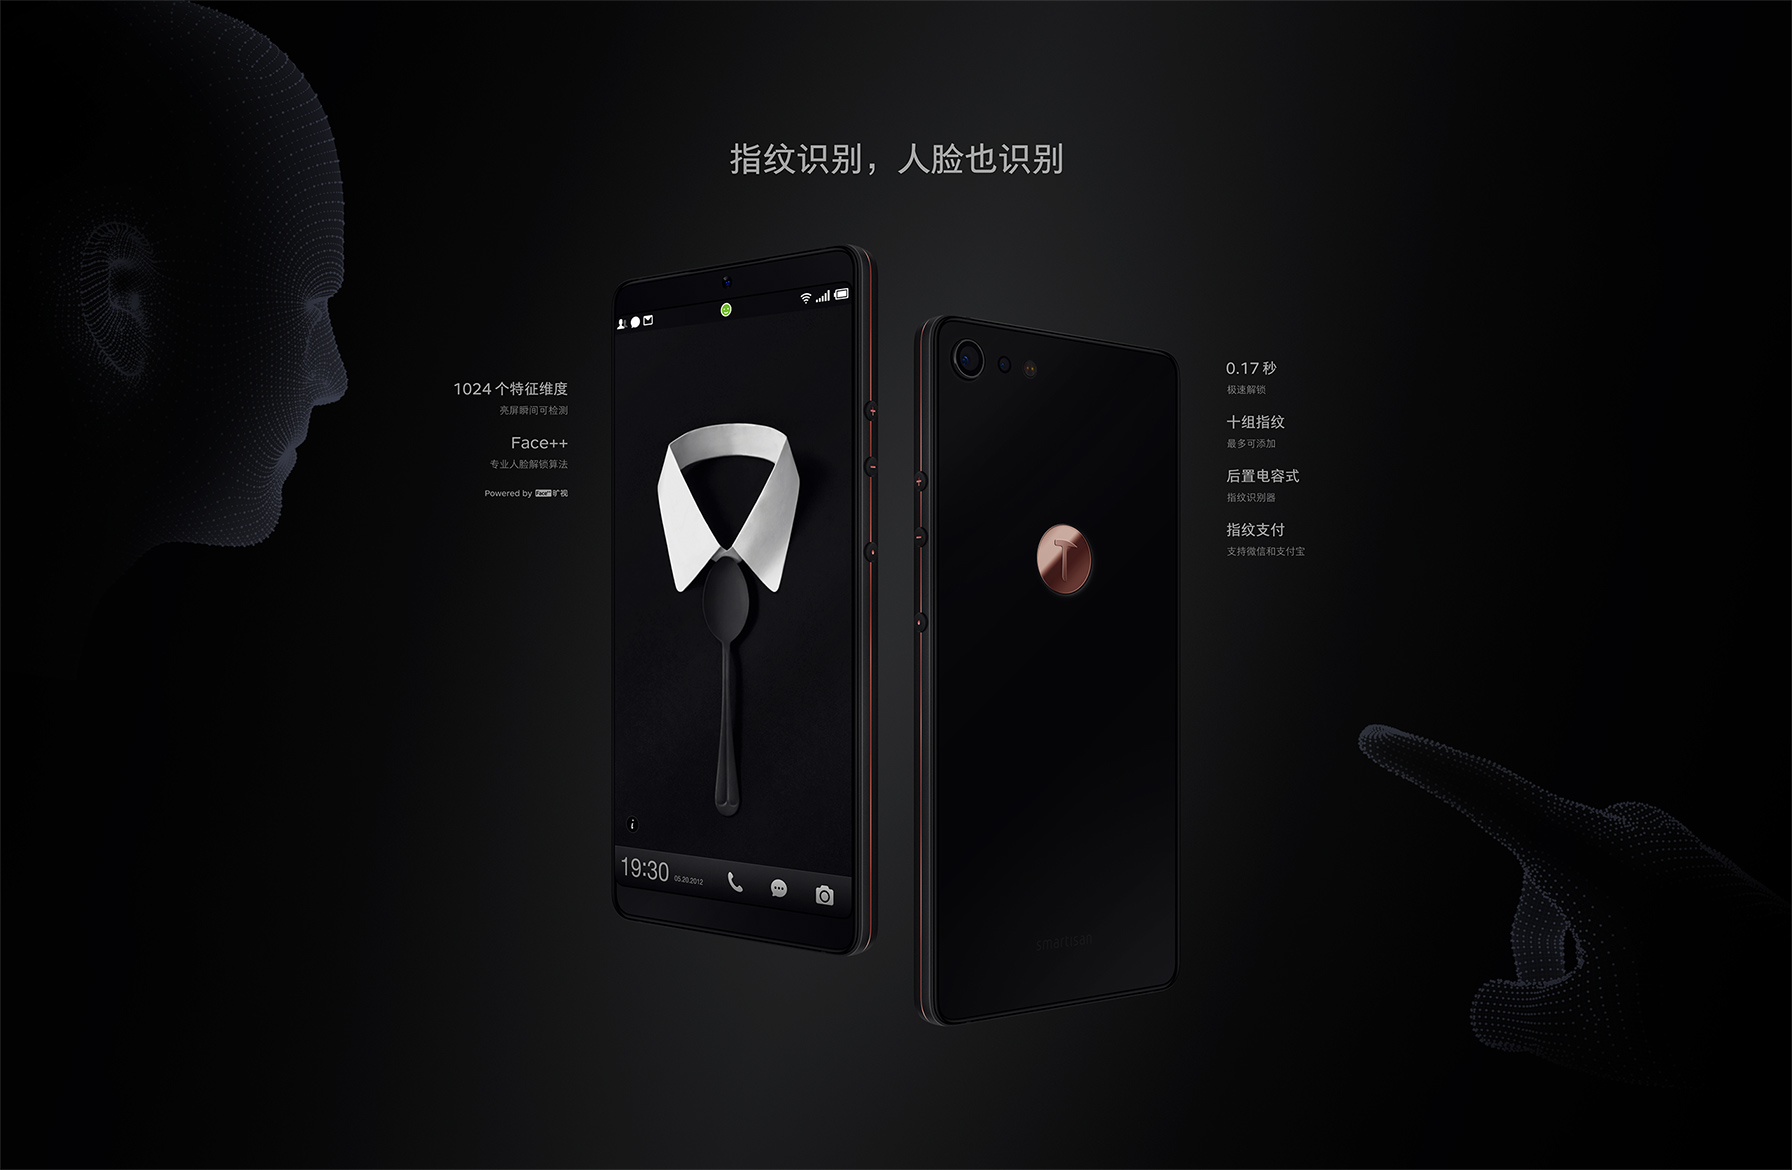 指纹识别，人脸也识别
1024 个特征维度
亮屏瞬间可检测
Face++
专业人脸解锁算法
Powered by Face++ 旷视
19:30
05.20.2012
0.17 秒
极速解锁
十组指纹
最多可添加
后置电容式
指纹识别器
指纹支付
支持微信和支付宝
smartisan